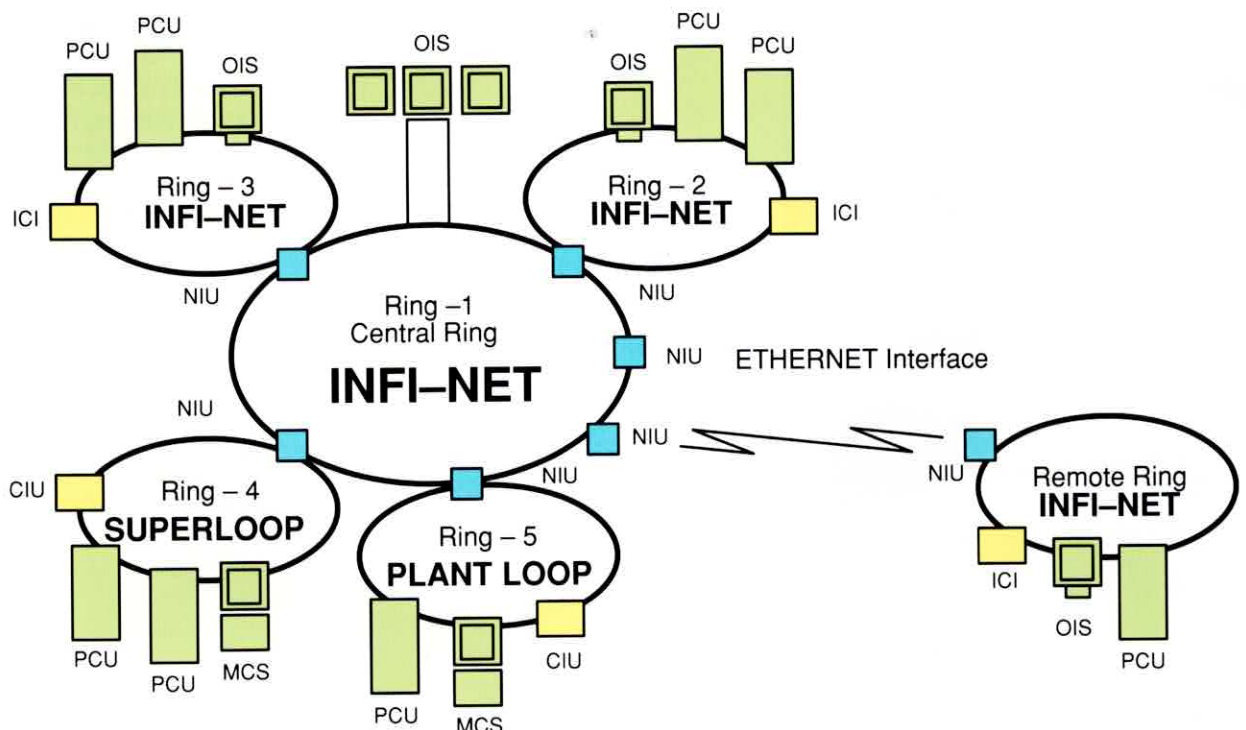 PCU
PCU
OIS
OIS
OIS
PCU
PCU
Ring – 3
INFI–NET
ICI
NIU
Ring – 2
INFI–NET
ICI
NIU
Ring –1
Central Ring
INFI–NET
NIU
ETHERNET Interface
NIU
NIU
NIU
NIU
CIU
Ring – 4
SUPERLOOP
PCU
PCU
MCS
Ring – 5
PLANT LOOP
PCU
MCS
CIU
Remote Ring
INFI–NET
ICI
OIS
PCU